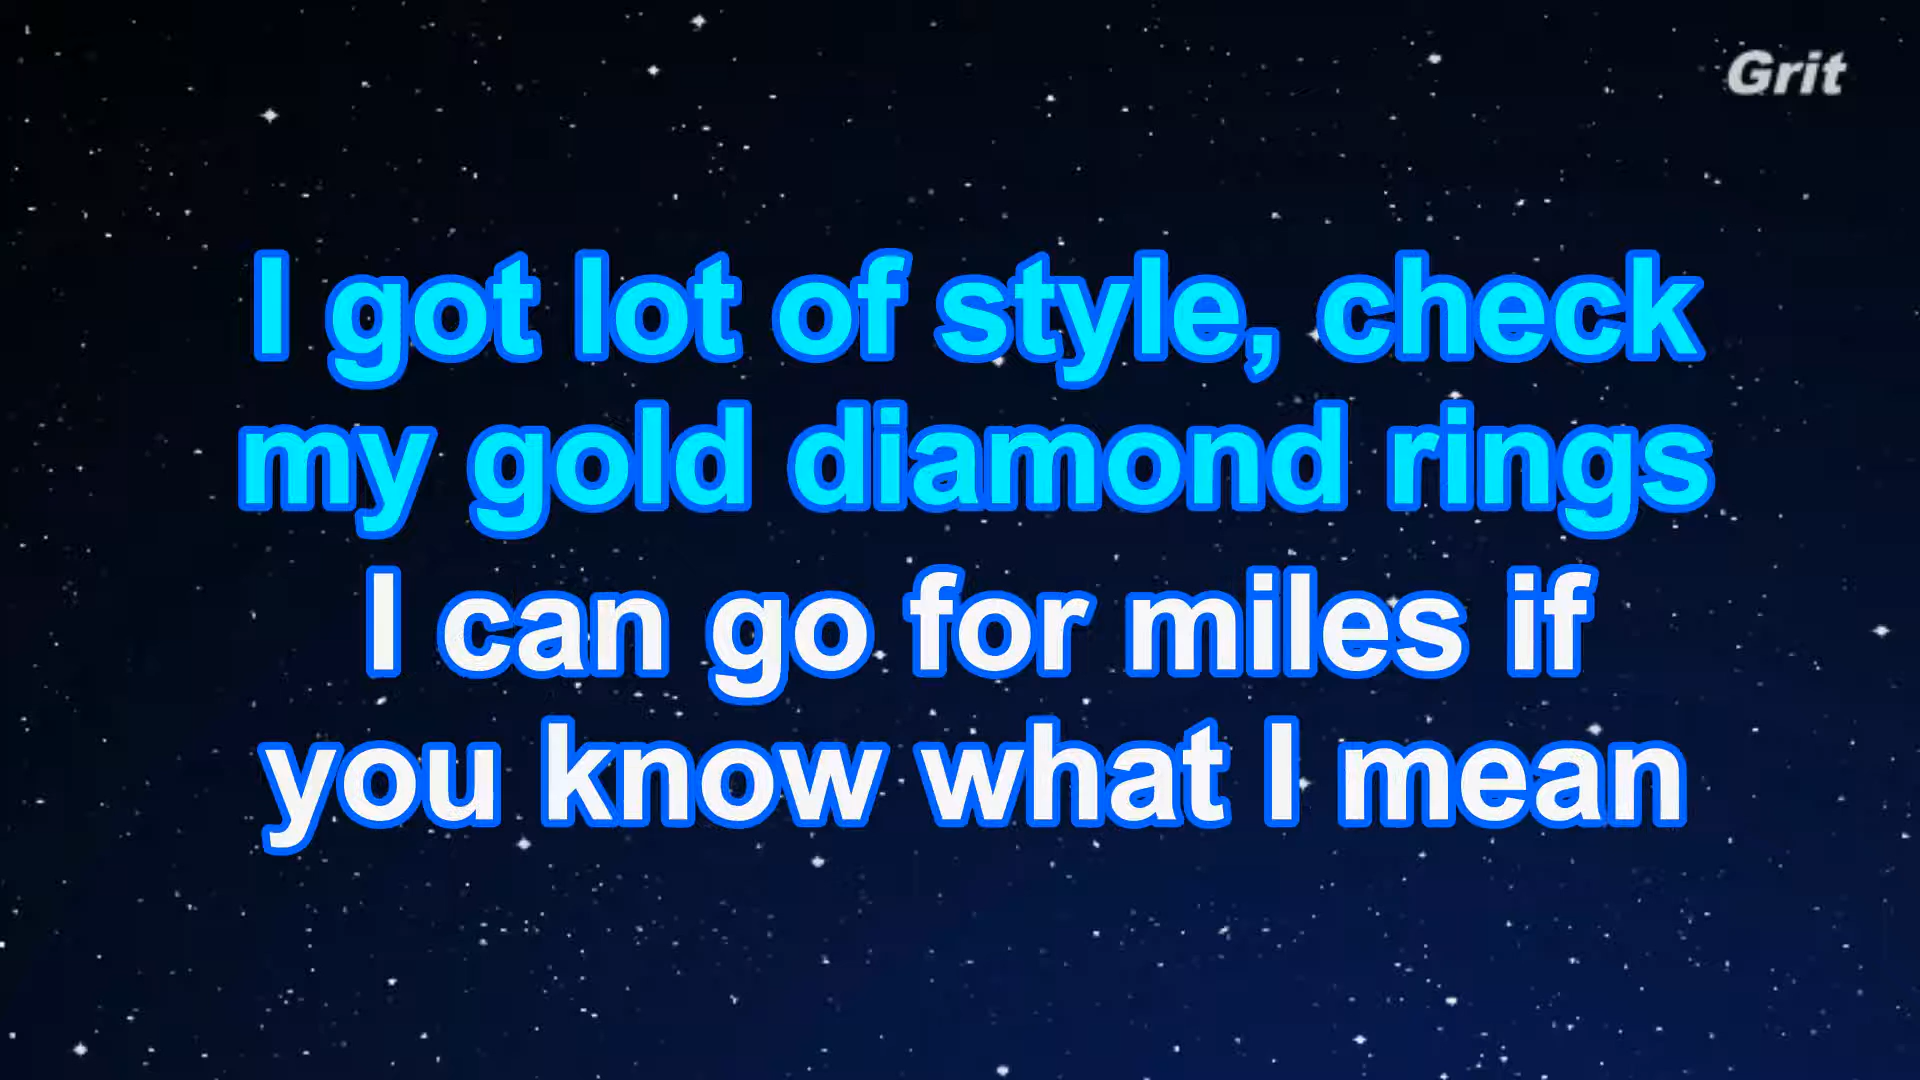 Grit
I got lot of style, check
my gold diamond rings
I can go for miles if
you know what I mean